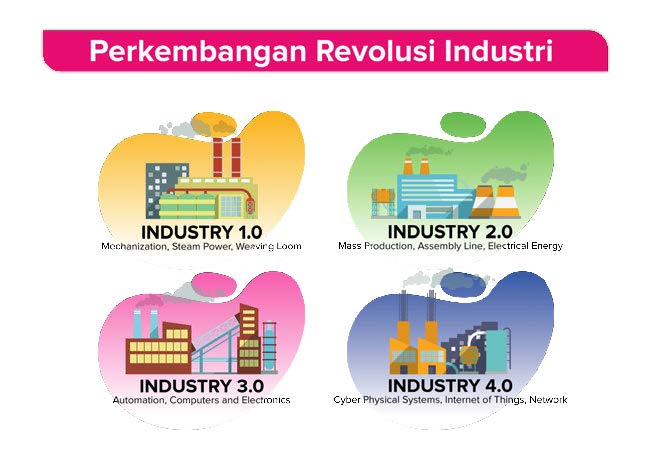 Perkembangan Revolusi Industri
INDUSTRY 1.0
Mechanization, Steam Power, Weaving Loom
INDUSTRY 2.0
Mass Production, Assembly Line, Electrical Energy
INDUSTRY 3.0
Automation, Computers and Electronics
INDUSTRY 4.0
Cyber Physical Systems, Internet of Things, Network